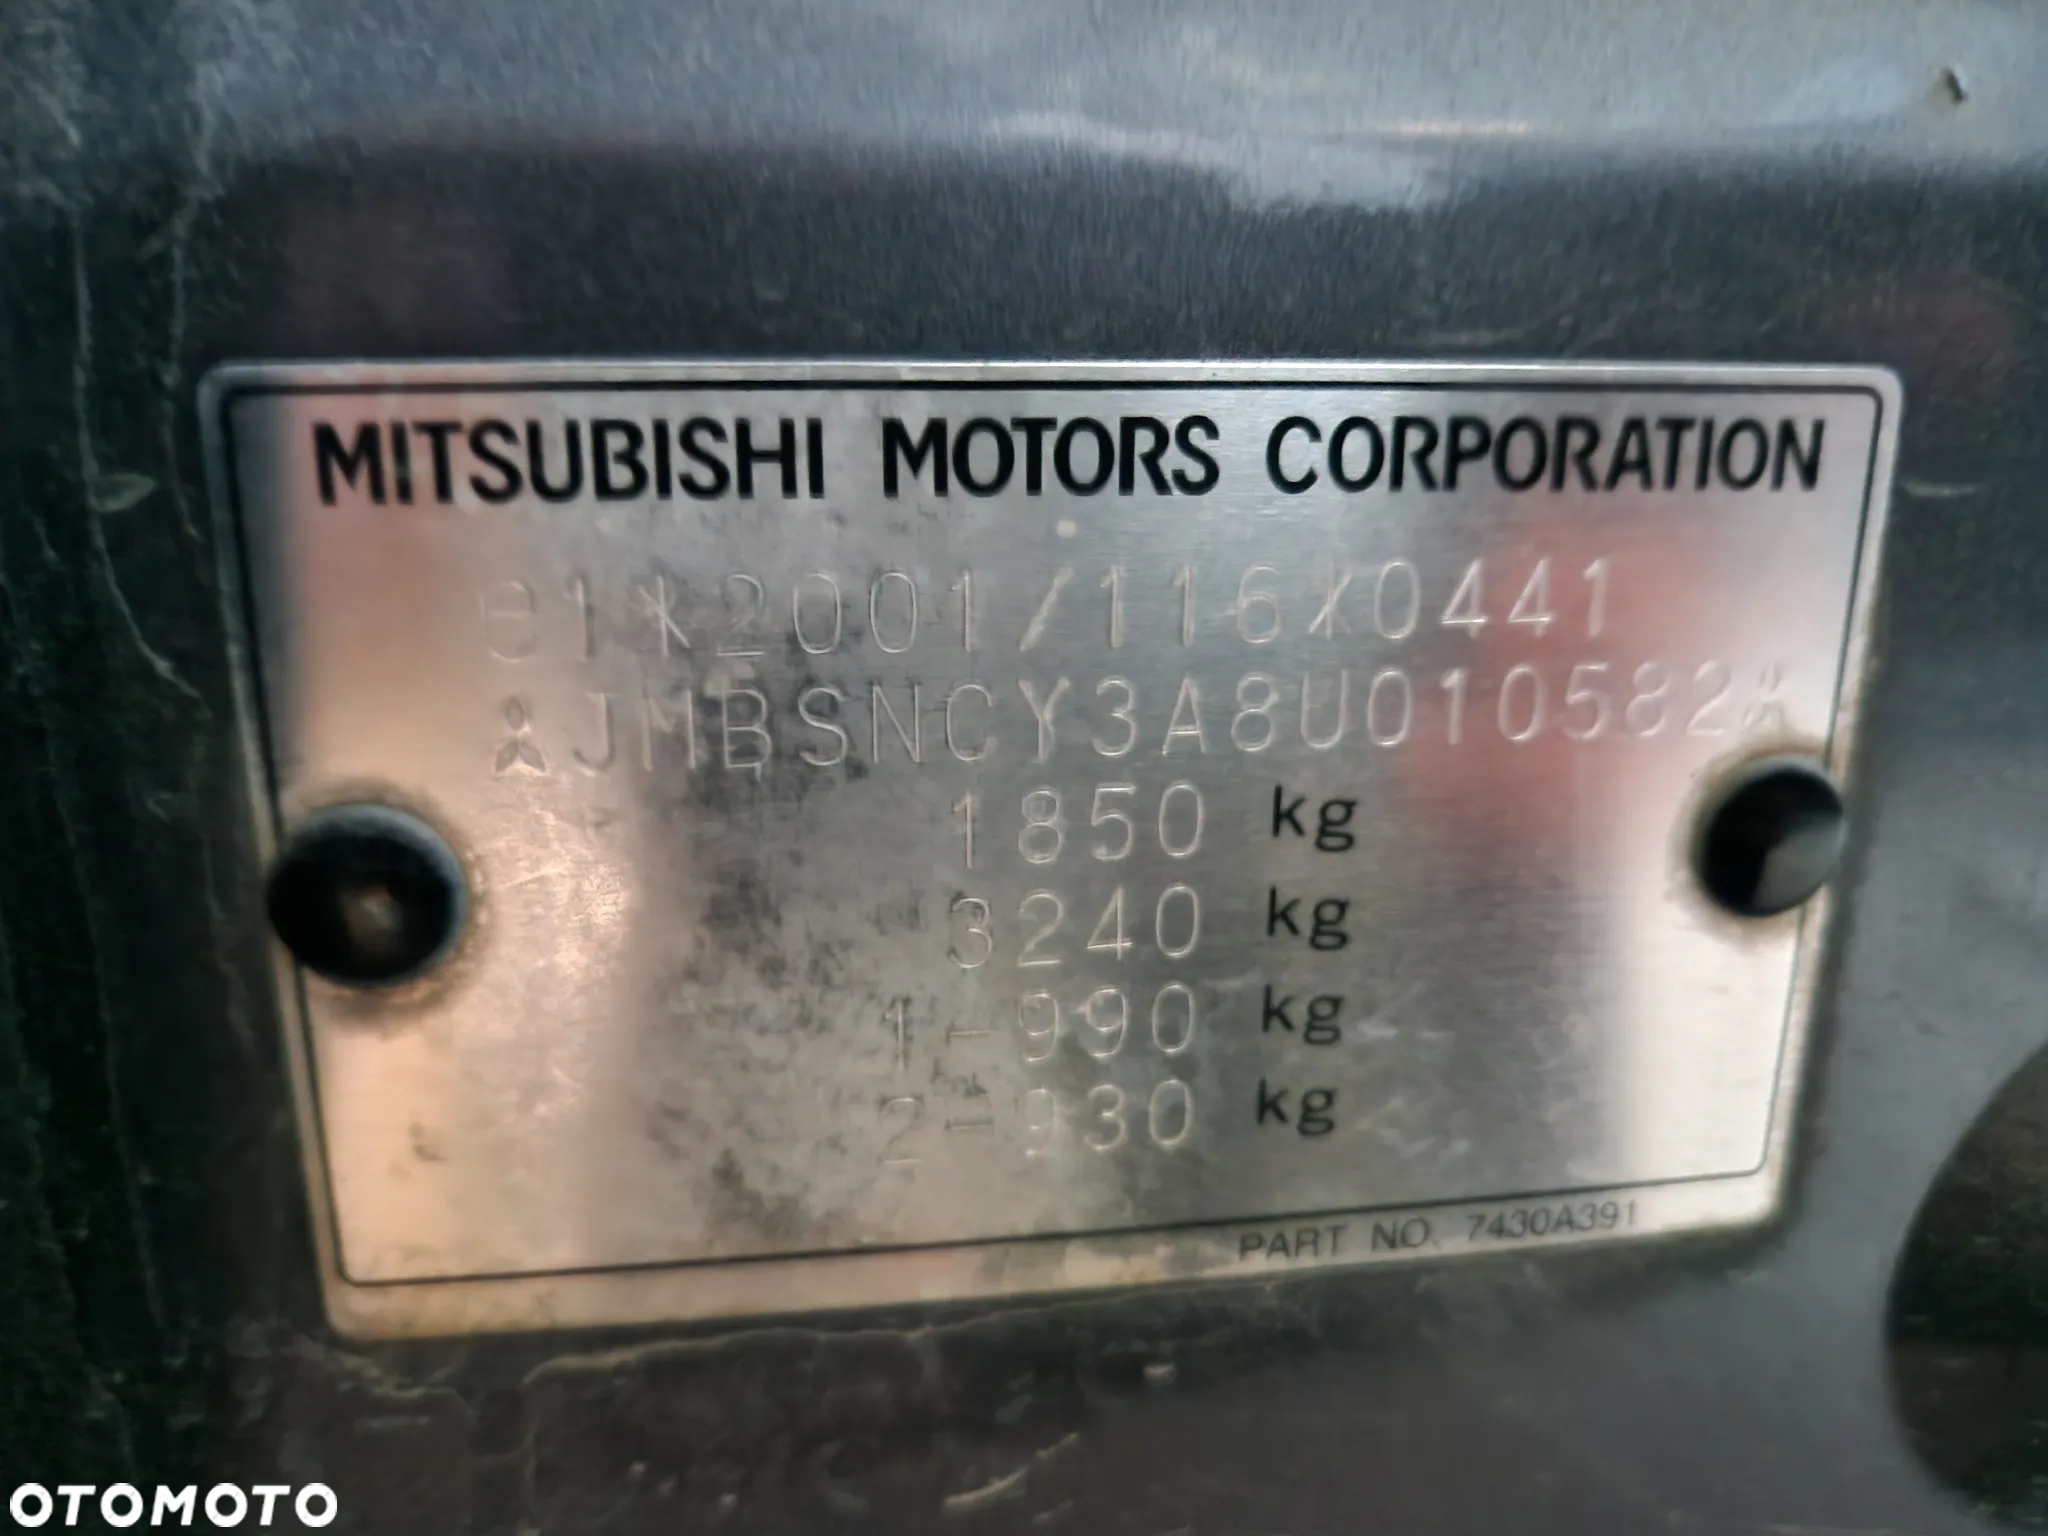 MITSUBISHI MOTORS CORPORATION
e1*2001/116*0441
JMBSNCY3A8U010582*
1850 kg
3240 kg
1-990 kg
2-930 kg
PART NO. 7430A391
OTOMOTO